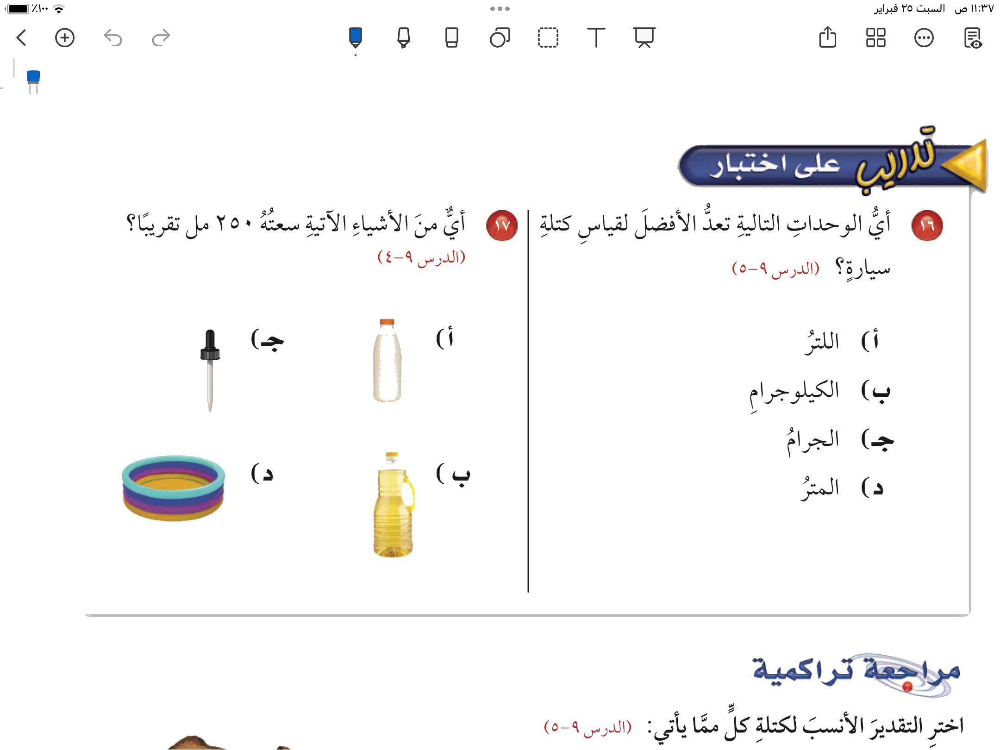 ١١:٣٧ ص السبت ٢٥ فبراير
٪١٠٠
تدريب على اختبار
١٦ أيُّ الوحداتِ التاليةِ تعدُّ الأفضلَ لقياسِ كتلةِ
سيارةٍ؟ (الدرس ٩–٥)
أ) اللترُ
ب) الكيلوجرامِ
جـ) الجرامُ
د) المترُ
١٧ أيٌّ منَ الأشياءِ الآتيةِ سعتُهُ ٢٥٠ مل تقريبًا؟
(الدرس ٩–٤)
أ)
جـ)
ب)
د)
مراجعة تراكمية
اخترِ التقديرَ الأنسبَ لكتلةِ كلٍّ ممَّا يأتي: (الدرس ٩–٥)